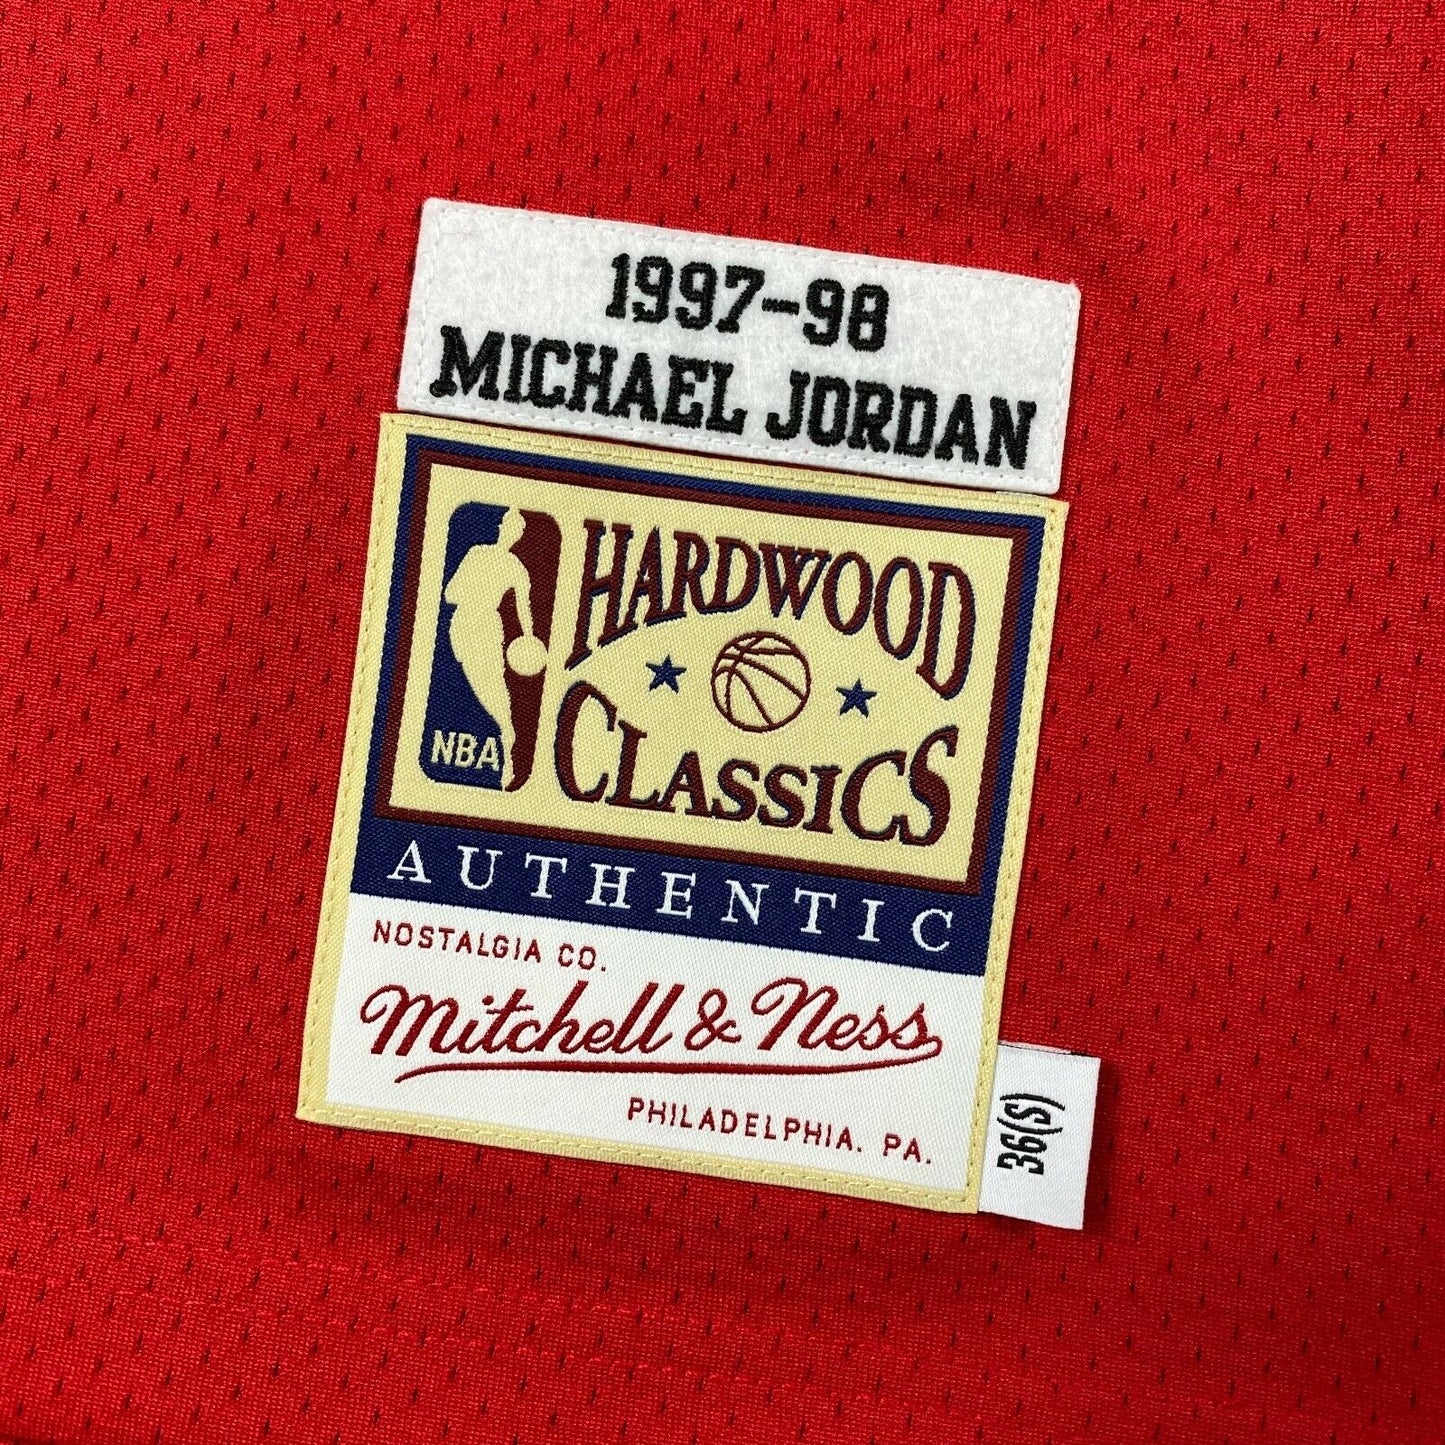 1997-98
MICHAEL JORDAN
HARDWOOD
CLASSICS
NBA
AUTHENTIC
NOSTALGIA CO.
Mitchell & Ness
PHILADELPHIA. PA.
36(S)